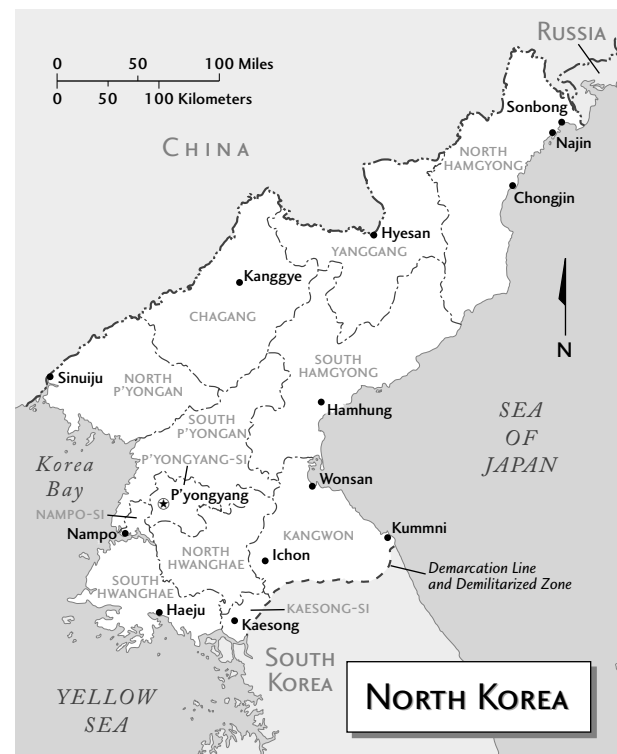 RUSSIA
0 50 100 Miles
0 50 100 Kilometers
Sonbong
Najin
CHINA
NORTH
HAMGYONG
Chongjin
Hyesan
YANGGANG
Kanggye
CHAGANG
N
SOUTH
HAMGYONG
Sinuiju
NORTH
P'YONGAN
Hamhung
SEA
OF
JAPAN
SOUTH
P'YONGAN
Korea
Bay
P'YONGYANG-SI
Wonsan
P'yongyang
NAMPO-SI
Nampo
KANGWON
Kumnni
NORTH
HWANGHAE
Ichon
Demarcation Line
and Demilitarized Zone
SOUTH
HWANGHAE
Haeju
KAESONG-SI
Kaesong
SOUTH
KOREA
YELLOW
SEA
NORTH KOREA